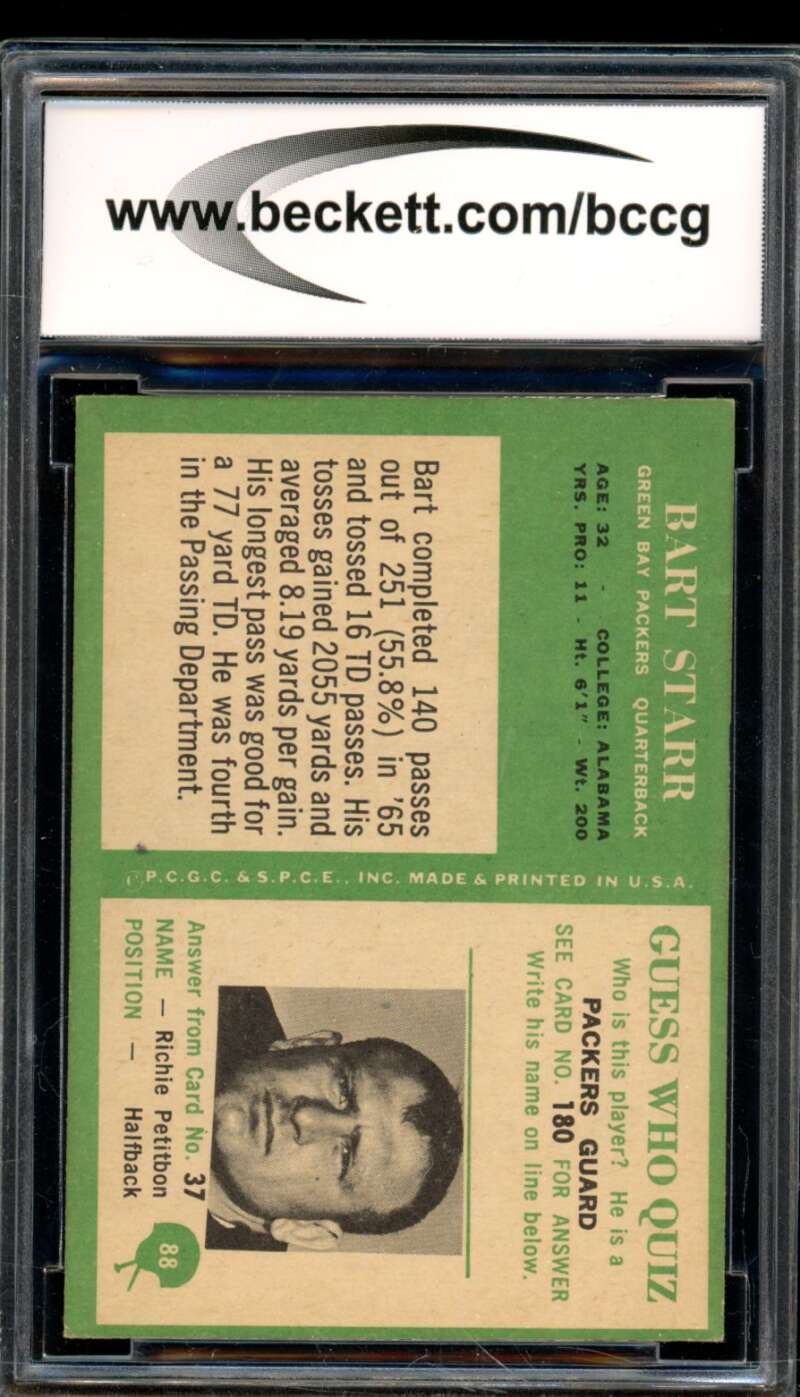 www.beckett.com/bccg
BART STARR
GREEN BAY PACKERS QUARTERBACK
AGE: 32 - COLLEGE: ALABAMA
YRS. PRO: 11 - Ht. 6'1" - Wt. 200
Bart completed 140 passes
out of 251 (55.8%) in '65
and tossed 16 TD passes. His
tosses gained 2055 yards and
averaged 8.19 yards per gain.
His longest pass was good for
a 77 yard TD. He was fourth
in the Passing Department.
P.C.G.C. & S.P.C.E., INC. MADE & PRINTED IN U.S.A.
GUESS WHO QUIZ
Who is this player? He is a
PACKERS GUARD
SEE CARD NO. 180 FOR ANSWER
Write his name on line below.
Answer from Card No. 37
NAME — Richie Petitbon
POSITION — Halfback
88